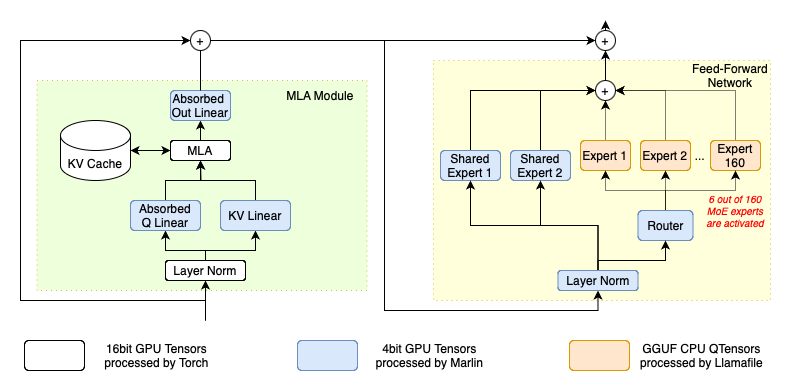 +
+
Feed-Forward
Network
MLA Module
Absorbed
Out Linear
+
KV Cache
MLA
Shared
Expert 1
Shared
Expert 2
Expert 1
Expert 2
...
Expert
160
Absorbed
Q Linear
KV Linear
6 out of 160
MoE experts
are activated
Router
Layer Norm
Layer Norm
16bit GPU Tensors
processed by Torch
4bit GPU Tensors
processed by Marlin
GGUF CPU QTensors
processed by Llamafile